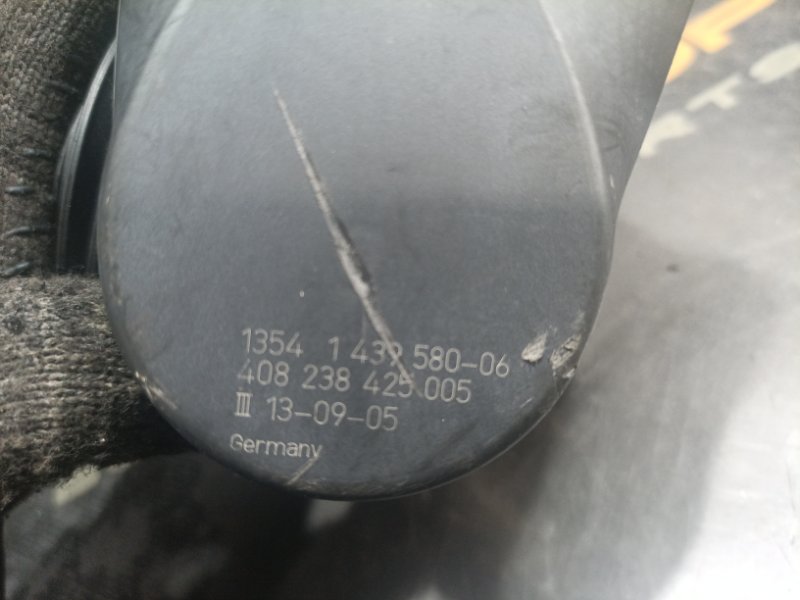 1354 1 439 580-06
408 238 425 005
III 13-09-05
Germany